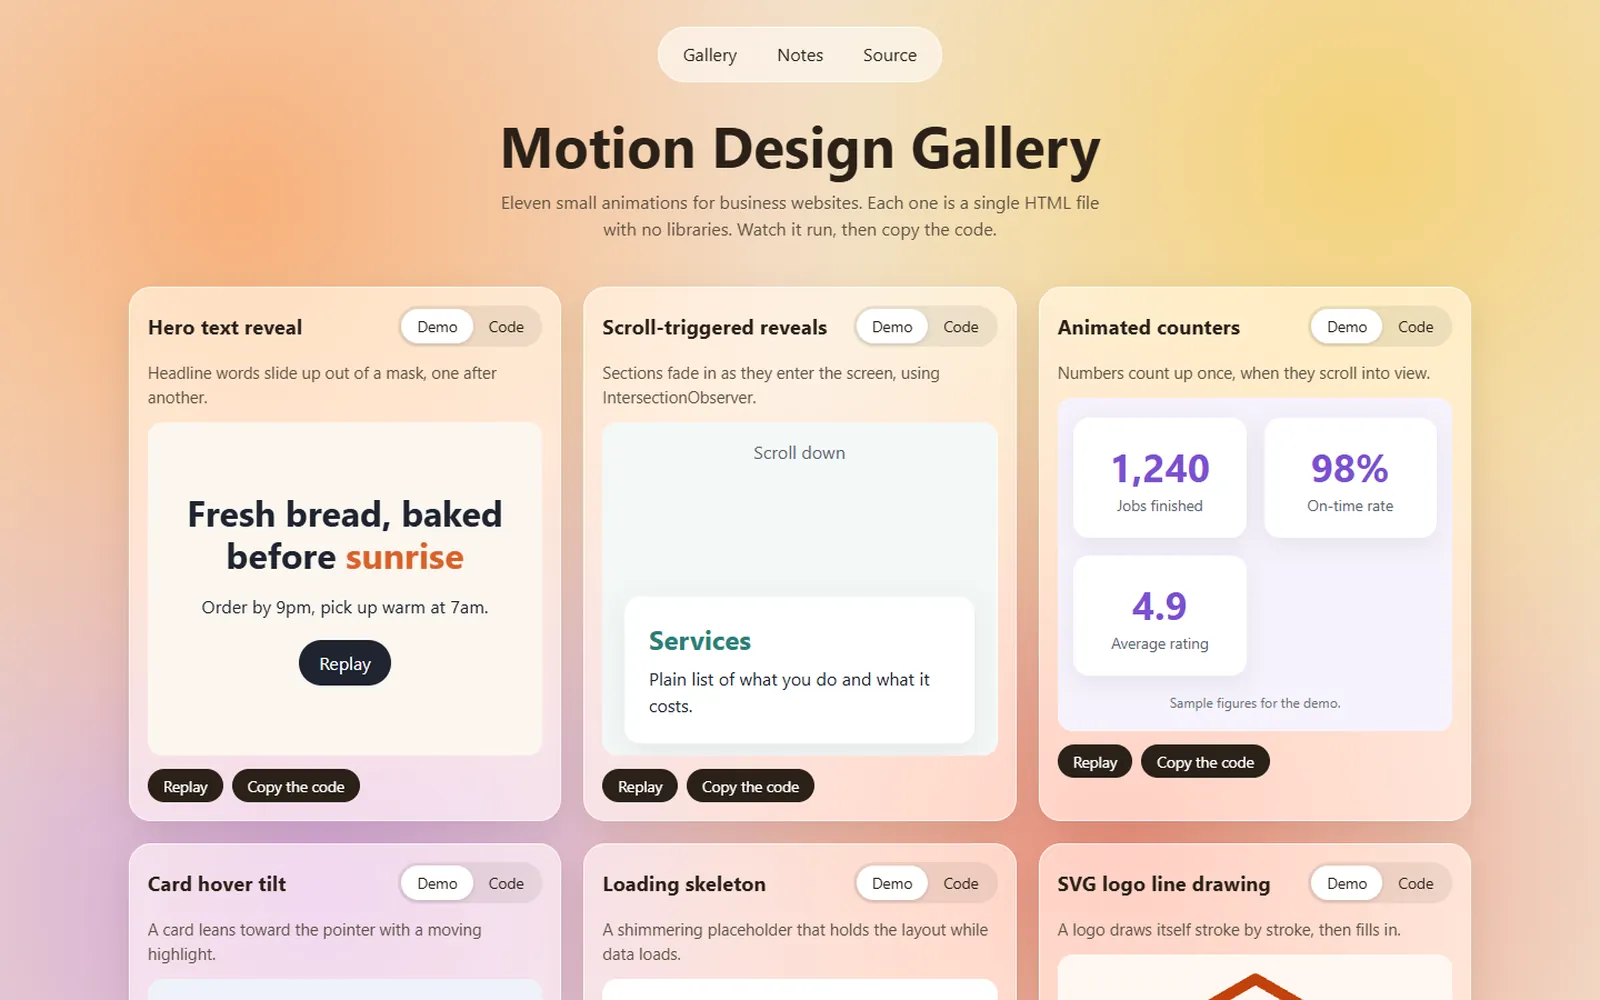 Gallery Notes Source
Motion Design Gallery
Eleven small animations for business websites. Each one is a single HTML file
with no libraries. Watch it run, then copy the code.
Hero text reveal
Demo Code
Headline words slide up out of a mask, one after
another.
Fresh bread, baked
before sunrise
Order by 9pm, pick up warm at 7am.
Replay
Replay Copy the code
Scroll-triggered reveals
Demo Code
Sections fade in as they enter the screen, using
IntersectionObserver.
Scroll down
Services
Plain list of what you do and what it
costs.
Replay Copy the code
Animated counters
Demo Code
Numbers count up once, when they scroll into view.
1,240
Jobs finished
98%
On-time rate
4.9
Average rating
Sample figures for the demo.
Replay Copy the code
Card hover tilt
Demo Code
A card leans toward the pointer with a moving
highlight.
Loading skeleton
Demo Code
A shimmering placeholder that holds the layout while
data loads.
SVG logo line drawing
Demo Code
A logo draws itself stroke by stroke, then fills in.